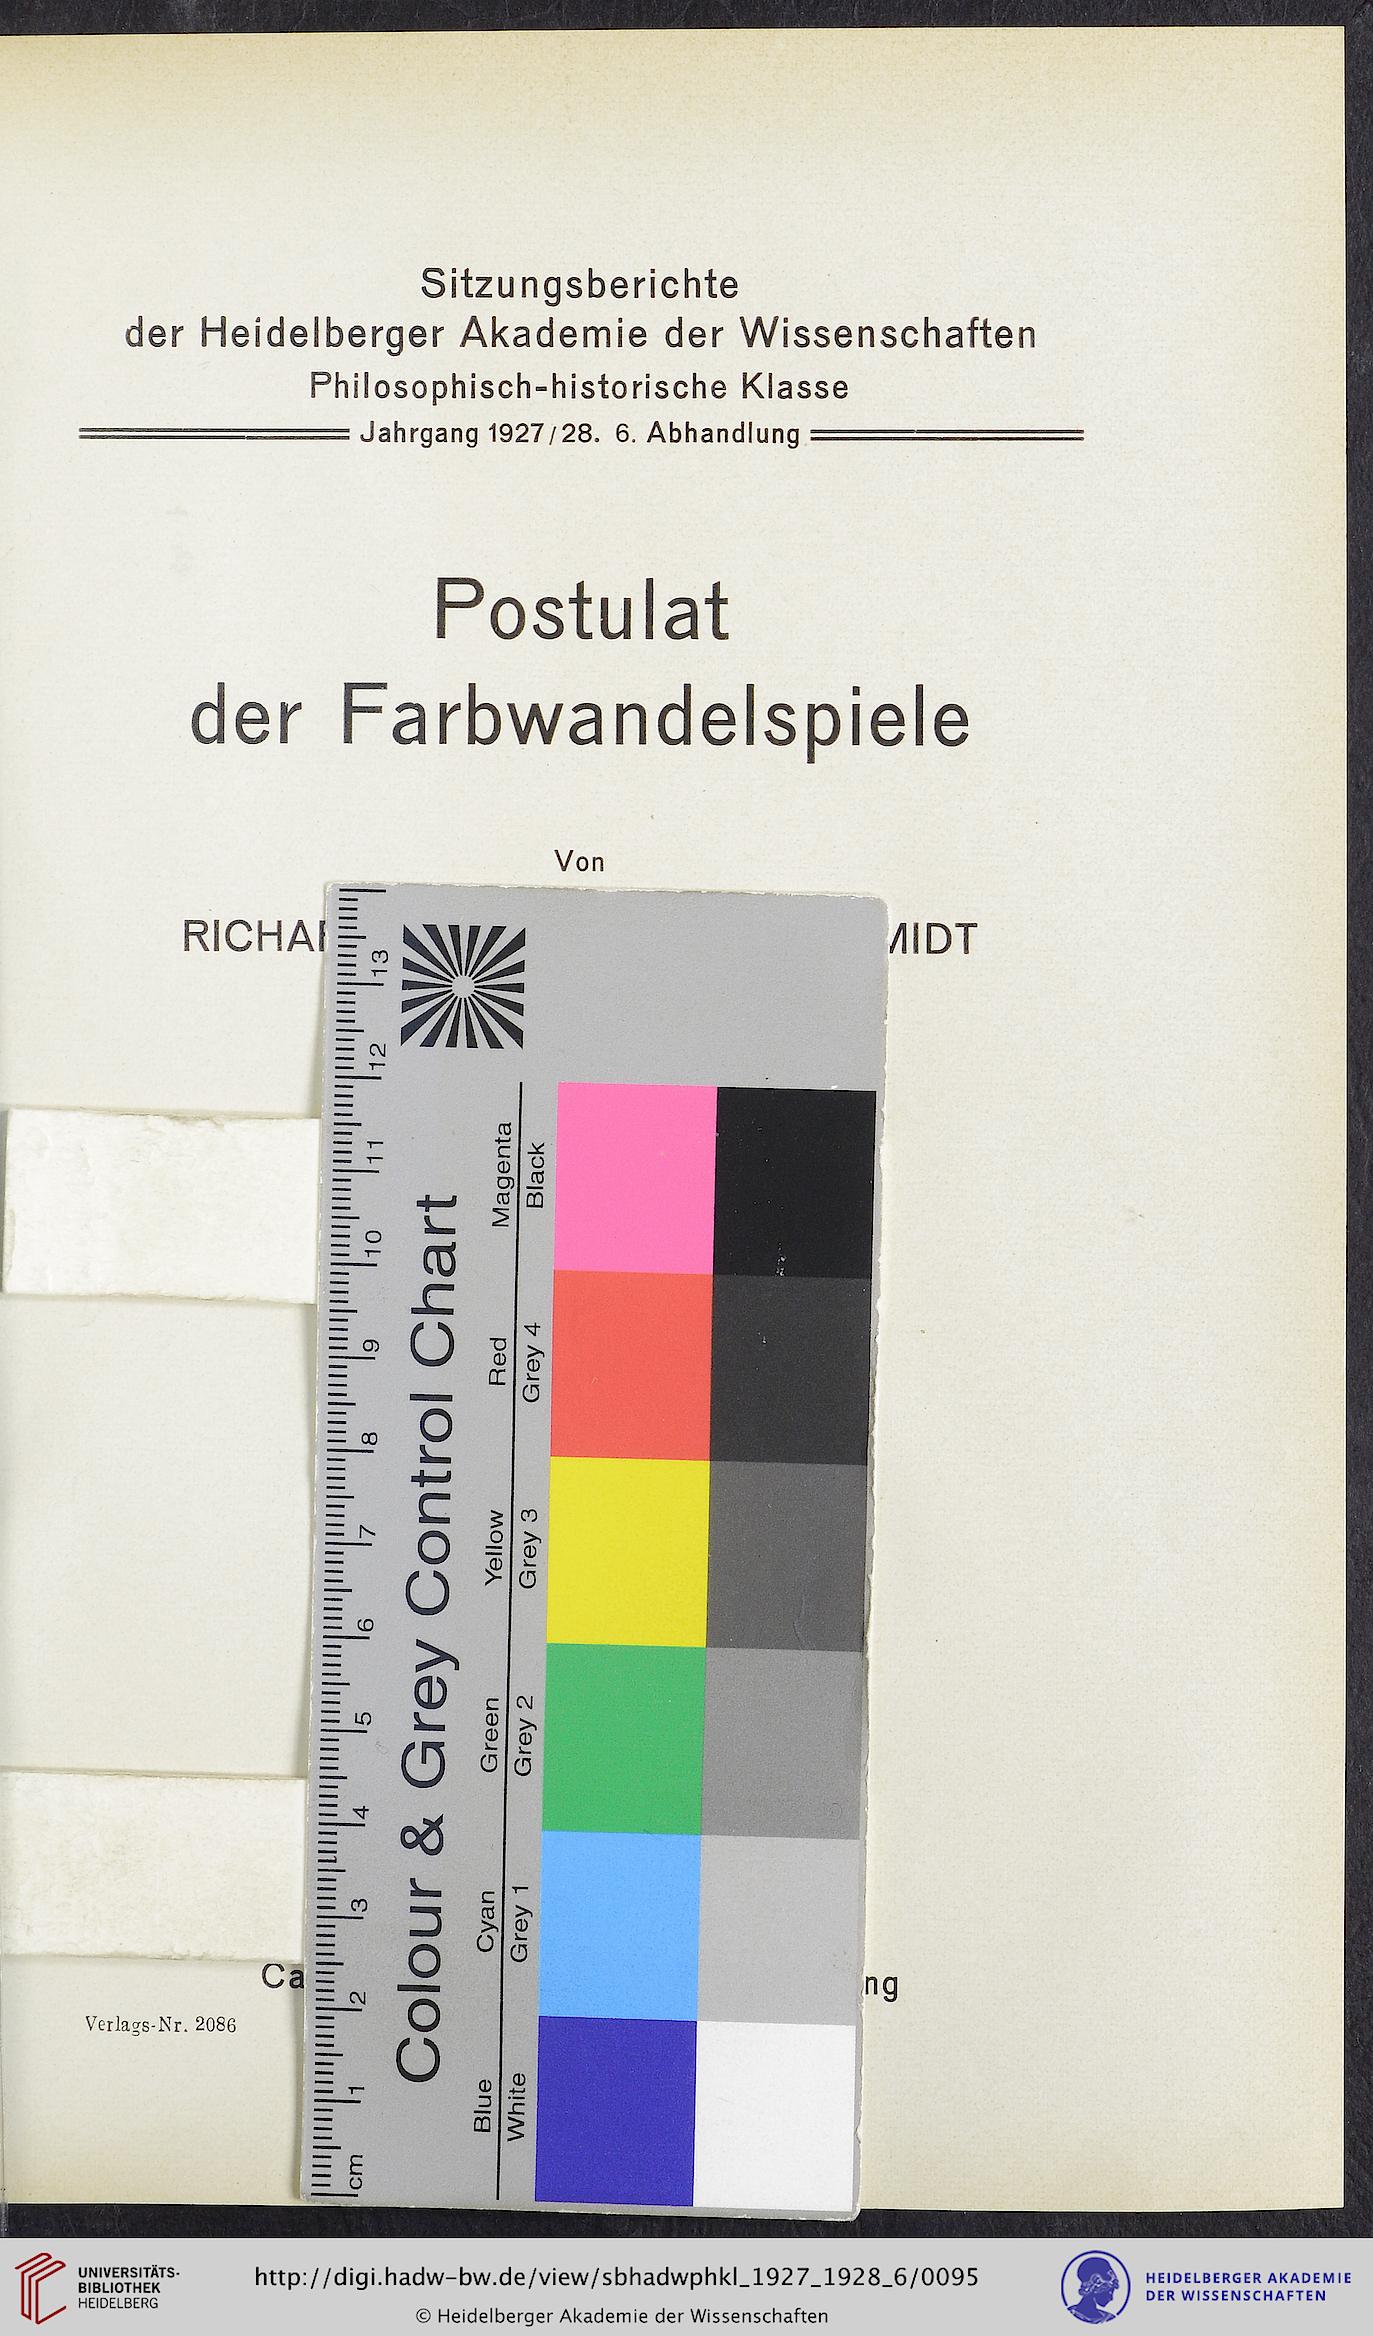 Sitzungsberichte
der Heidelberger Akademie der Wissenschaften
Philosophisch-historische Klasse
Jahrgang 1927/28. 6. Abhandlung
Postulat
der Farbwandelspiele
Von
MIDT
Verlags-Nr. 2086
ng
13
12
11
10
9
8
7
6
5
4
3
2
1
cm
Colour & Grey Control Chart
Magenta
Black
Red
Grey 4
Yellow
Grey 3
Green
Grey 2
Cyan
Grey 1
Blue
White
UNIVERSITÄTS-
BIBLIOTHEK
HEIDELBERG
http://digi.hadw-bw.de/view/sbhadwphkl_1927_1928_6/0095
© Heidelberger Akademie der Wissenschaften
HEIDELBERGER AKADEMIE
DER WISSENSCHAFTEN